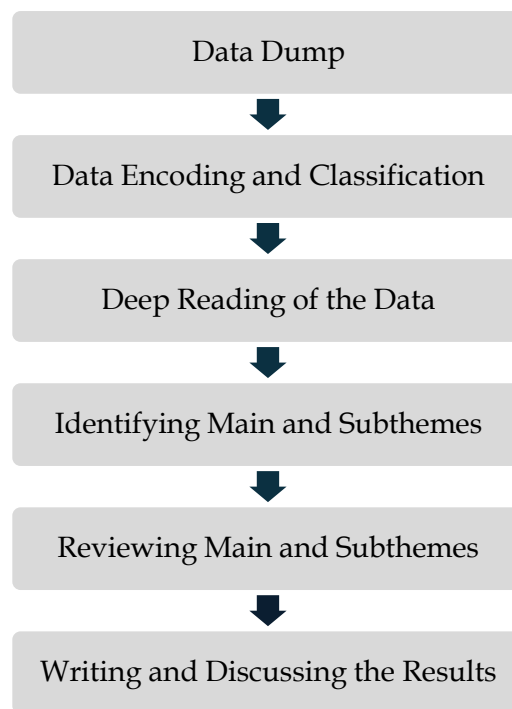 Data Dump
Data Encoding and Classification
Deep Reading of the Data
Identifying Main and Subthemes
Reviewing Main and Subthemes
Writing and Discussing the Results